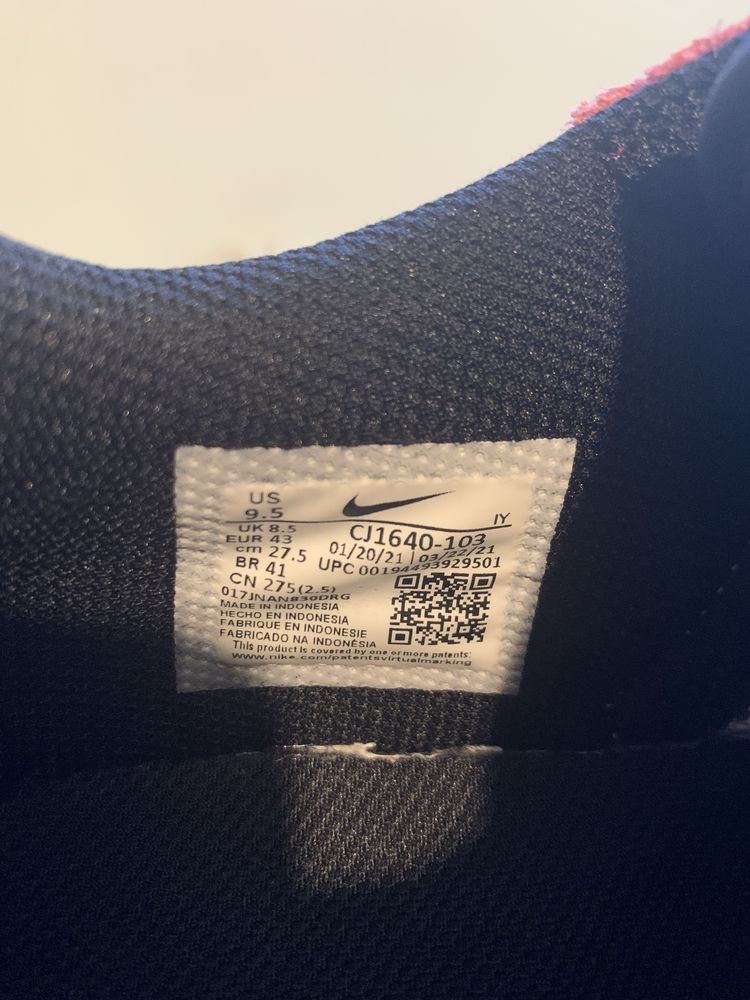 US
9.5
IY
UK 8.5
EUR 43
cm 27.5
BR 41
CN 275(2.5)
CJ1640-103
01/20/21 | 03/22/21
UPC 00194493929501
017JNAN830DRG
MADE IN INDONESIA
HECHO EN INDONESIA
FABRIQUE EN INDONESIE
FABRICADO NA INDONÉSIA
This product is covered by one or more patents:
www.nike.com/patentsvirtualmarking